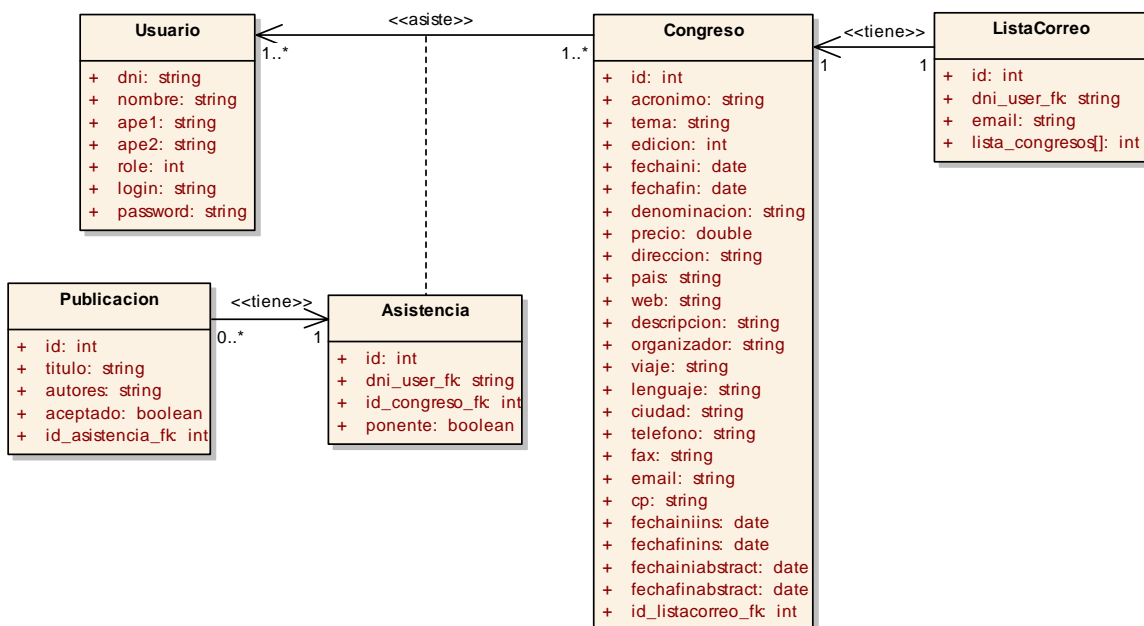 Usuario
+ dni: string
+ nombre: string
+ ape1: string
+ ape2: string
+ role: int
+ login: string
+ password: string
<<asiste>>
1..*
1..*
Congreso
+ id: int
+ acronimo: string
+ tema: string
+ edicion: int
+ fechaini: date
+ fechafin: date
+ denominacion: string
+ precio: double
+ direccion: string
+ pais: string
+ web: string
+ descripcion: string
+ organizador: string
+ viaje: string
+ lenguaje: string
+ ciudad: string
+ telefono: string
+ fax: string
+ email: string
+ cp: string
+ fechainiins: date
+ fechafinins: date
+ fechainiabstract: date
+ fechafinabstract: date
+ id_listacorreo_fk: int
<<tiene>>
1
1
ListaCorreo
+ id: int
+ dni_user_fk: string
+ email: string
+ lista_congresos[]: int
Publicacion
+ id: int
+ titulo: string
+ autores: string
+ aceptado: boolean
+ id_asistencia_fk: int
<<tiene>>
0..*
1
Asistencia
+ id: int
+ dni_user_fk: string
+ id_congreso_fk: int
+ ponente: boolean